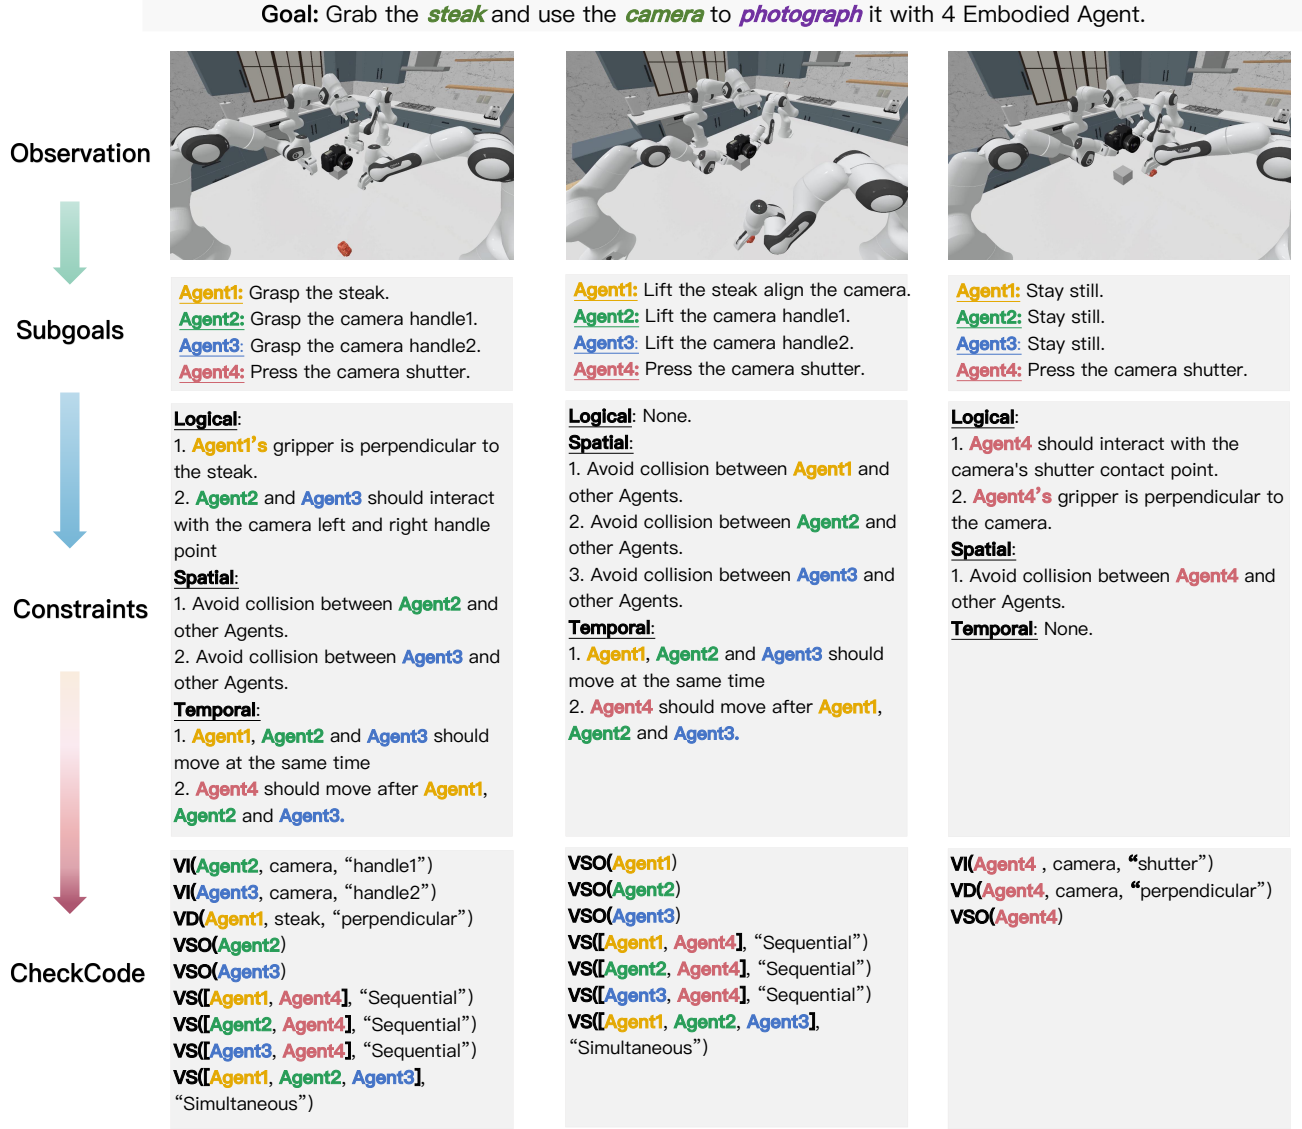 Goal: Grab the steak and use the camera to photograph it with 4 Embodied Agent.
Observation
Subgoals
Constraints
CheckCode
Agent1: Grasp the steak.
Agent2: Grasp the camera handle1.
Agent3: Grasp the camera handle2.
Agent4: Press the camera shutter.
Logical:
1. Agent1's gripper is perpendicular to
the steak.
2. Agent2 and Agent3 should interact
with the camera left and right handle
point
Spatial:
1. Avoid collision between Agent2 and
other Agents.
2. Avoid collision between Agent3 and
other Agents.
Temporal:
1. Agent1, Agent2 and Agent3 should
move at the same time
2. Agent4 should move after Agent1,
Agent2 and Agent3.
VI(Agent2, camera, “handle1”)
VI(Agent3, camera, “handle2”)
VD(Agent1, steak, “perpendicular”)
VSO(Agent2)
VSO(Agent3)
VS([Agent1, Agent4], “Sequential”)
VS([Agent2, Agent4], “Sequential”)
VS([Agent3, Agent4], “Sequential”)
VS([Agent1, Agent2, Agent3],
“Simultaneous”)
Agent1: Lift the steak align the camera.
Agent2: Lift the camera handle1.
Agent3: Lift the camera handle2.
Agent4: Press the camera shutter.
Logical: None.
Spatial:
1. Avoid collision between Agent1 and
other Agents.
2. Avoid collision between Agent2 and
other Agents.
3. Avoid collision between Agent3 and
other Agents.
Temporal:
1. Agent1, Agent2 and Agent3 should
move at the same time
2. Agent4 should move after Agent1,
Agent2 and Agent3.
VSO(Agent1)
VSO(Agent2)
VSO(Agent3)
VS([Agent1, Agent4], “Sequential”)
VS([Agent2, Agent4], “Sequential”)
VS([Agent3, Agent4], “Sequential”)
VS([Agent1, Agent2, Agent3],
“Simultaneous”)
Agent1: Stay still.
Agent2: Stay still.
Agent3: Stay still.
Agent4: Press the camera shutter.
Logical:
1. Agent4 should interact with the
camera's shutter contact point.
2. Agent4's gripper is perpendicular to
the camera.
Spatial:
1. Avoid collision between Agent4 and
other Agents.
Temporal: None.
VI(Agent4 , camera, “shutter”)
VD(Agent4, camera, “perpendicular”)
VSO(Agent4)